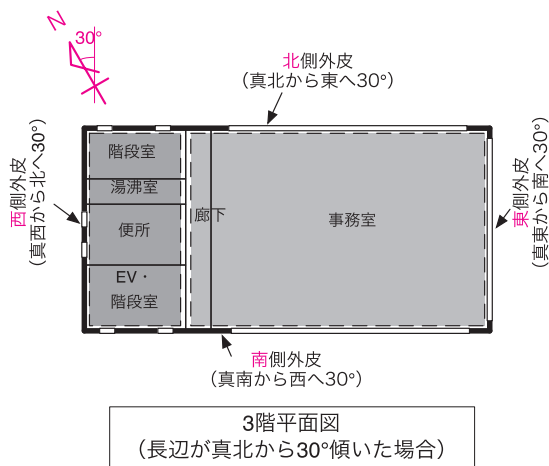 N
30°
北側外皮
(真北から東へ30°)
階段室
湯沸室
便所
EV・
階段室
廊下
事務室
西側外皮
(真西から北へ30°)
東側外皮
(真東から南へ30°)
南側外皮
(真南から西へ30°)
3階平面図
(長辺が真北から30°傾いた場合)